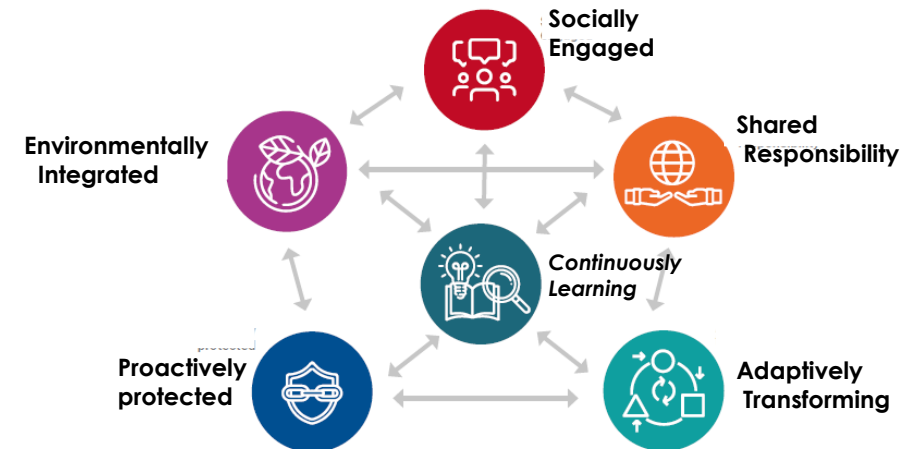 Socially
Engaged
Environmentally
Integrated
Shared
Responsibility
Continuously
Learning
Proactively
protected
Adaptively
Transforming